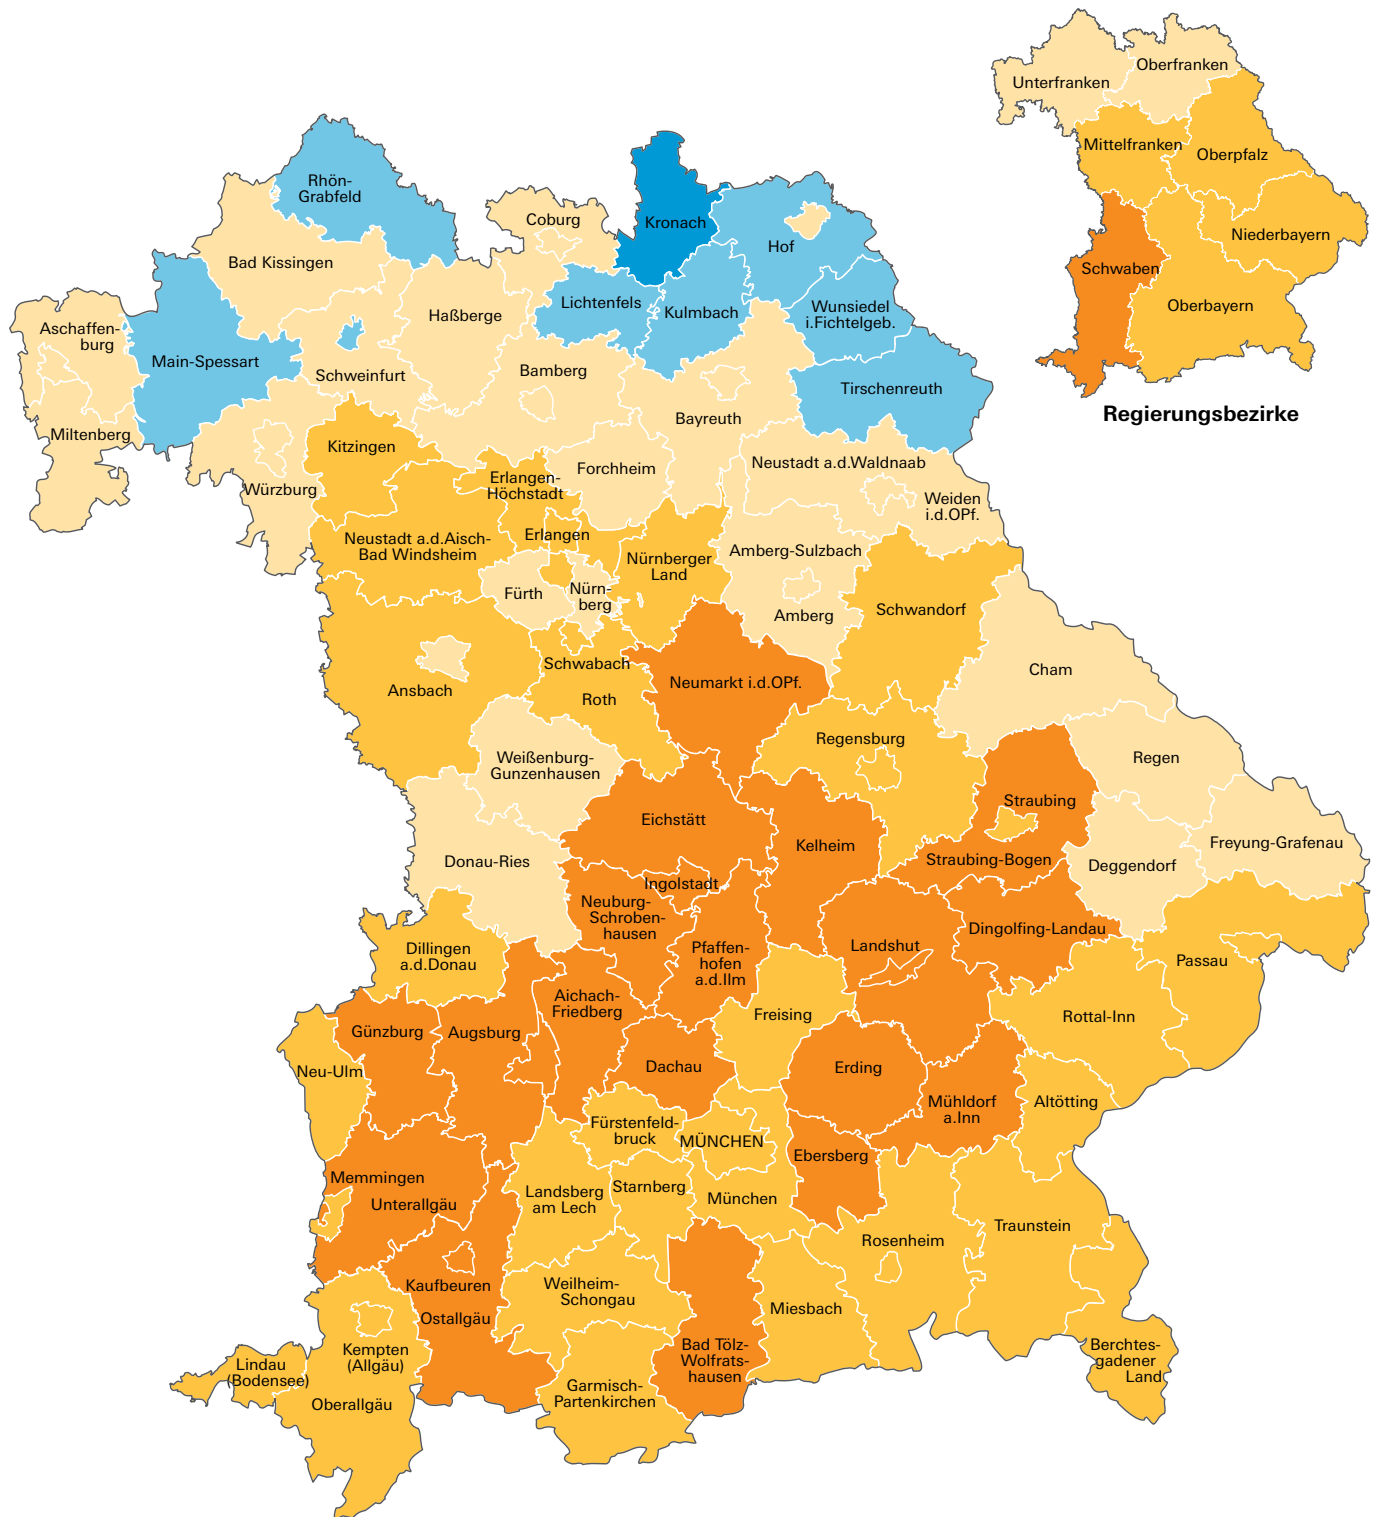 Oberfranken
Unterfranken
Mittelfranken
Oberpfalz
Niederbayern
Schwaben
Oberbayern
Regierungsbezirke
Rhön-
Grabfeld
Coburg
Kronach
Hof
Bad Kissingen
Lichtenfels
Kulmbach
Wunsiedel
i.Fichtelgeb.
Haßberge
Aschaffen-
burg
Main-Spessart
Schweinfurt
Bamberg
Tirschenreuth
Bayreuth
Miltenberg
Kitzingen
Neustadt a.d.Waldnaab
Forchheim
Erlangen-
Höchstadt
Würzburg
Weiden
i.d.OPf.
Erlangen
Neustadt a.d.Aisch-
Bad Windsheim
Amberg-Sulzbach
Nürnberger
Land
Fürth
Nürn-
berg
Amberg
Schwandorf
Schwabach
Cham
Neumarkt i.d.OPf.
Ansbach
Roth
Regensburg
Weißenburg-
Gunzenhausen
Regen
Straubing
Eichstätt
Kelheim
Freyung-Grafenau
Donau-Ries
Straubing-Bogen
Deggendorf
Ingolstadt
Neuburg-
Schroben-
hausen
Dingolfing-Landau
Landshut
Dillingen
a.d.Donau
Pfaffen-
hofen
a.d.Ilm
Passau
Aichach-
Friedberg
Freising
Rottal-Inn
Günzburg
Augsburg
Neu-Ulm
Dachau
Erding
Mühldorf
a.Inn
Altötting
Fürstenfeld-
bruck
MÜNCHEN
Ebersberg
Memmingen
Unterallgäu
Landsberg
am Lech
Starnberg
München
Traunstein
Rosenheim
Kaufbeuren
Weilheim-
Schongau
Miesbach
Ostallgäu
Kempten
(Allgäu)
Lindau
(Bodensee)
Bad Tölz-
Wolfrats-
hausen
Berchtes-
gadener
Land
Garmisch-
Partenkirchen
Oberallgäu